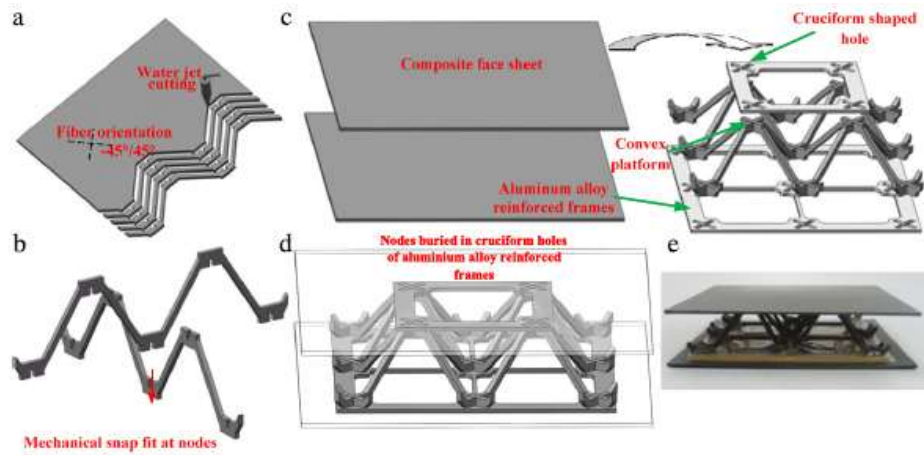 a
Water jet
cutting
Fiber orientation
-45°/45°
b
Mechanical snap fit at nodes
c
Composite face sheet
Cruciform shaped
hole
Convex
platform
Aluminum alloy
reinforced frames
d
Nodes buried in cruciform holes
of aluminium alloy reinforced
frames
e